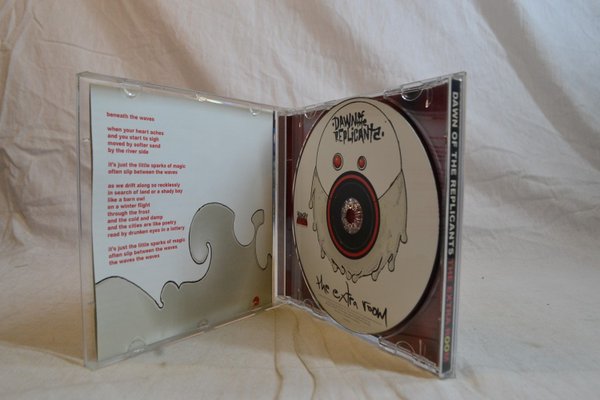 beneath the waves
when your heart aches
and you start to sigh
moved by softer sand
by the river side
it's just the little sparks of magic
often slip between the waves
as we drift along so recklessly
in search of land or a shady bay
like a barn owl
on a winter flight
through the frost
and the cold and damp
and the cities are like poetry
read by drunken eyes in a lottery
it's just the little sparks of magic
often slip between the waves
the waves the waves
DAWN OF THE
REPLICANTS
the extra room
DAWN OF THE REPLICANTS THE EXTRA